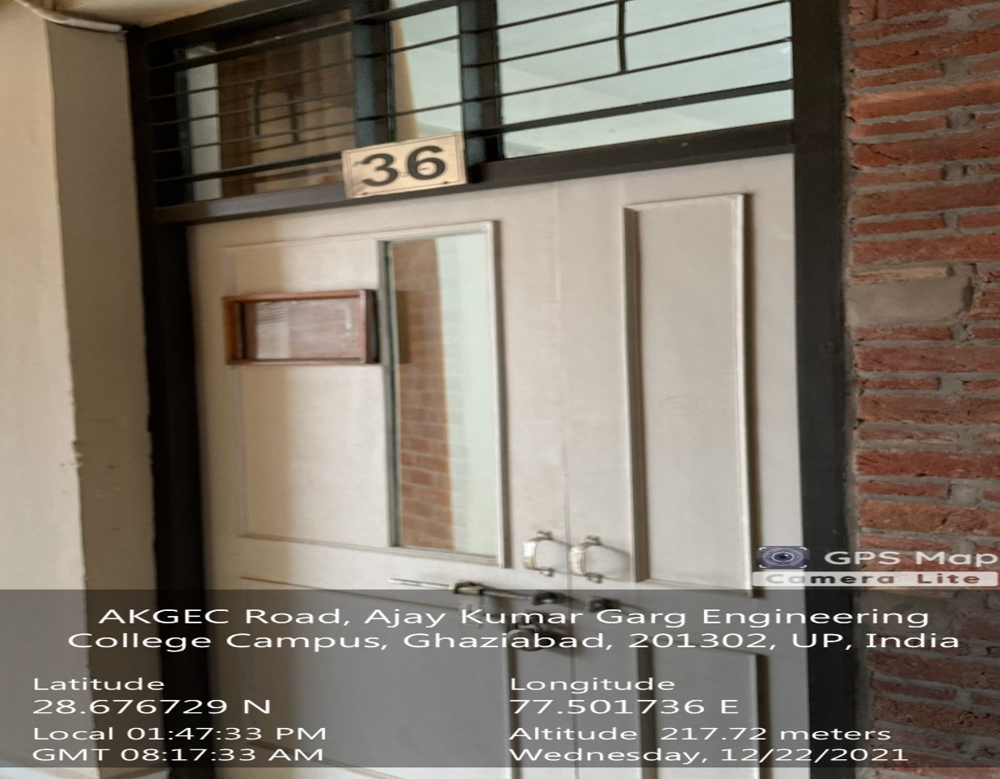 36
GPS Map
Camera Lite
AKGEC Road, Ajay Kumar Garg Engineering
College Campus, Ghaziabad, 201302, UP, India
Latitude
28.676729 N
Longitude
77.501736 E
Local 01:47:33 PM
GMT 08:17:33 AM
Altitude 217.72 meters
Wednesday, 12/22/2021